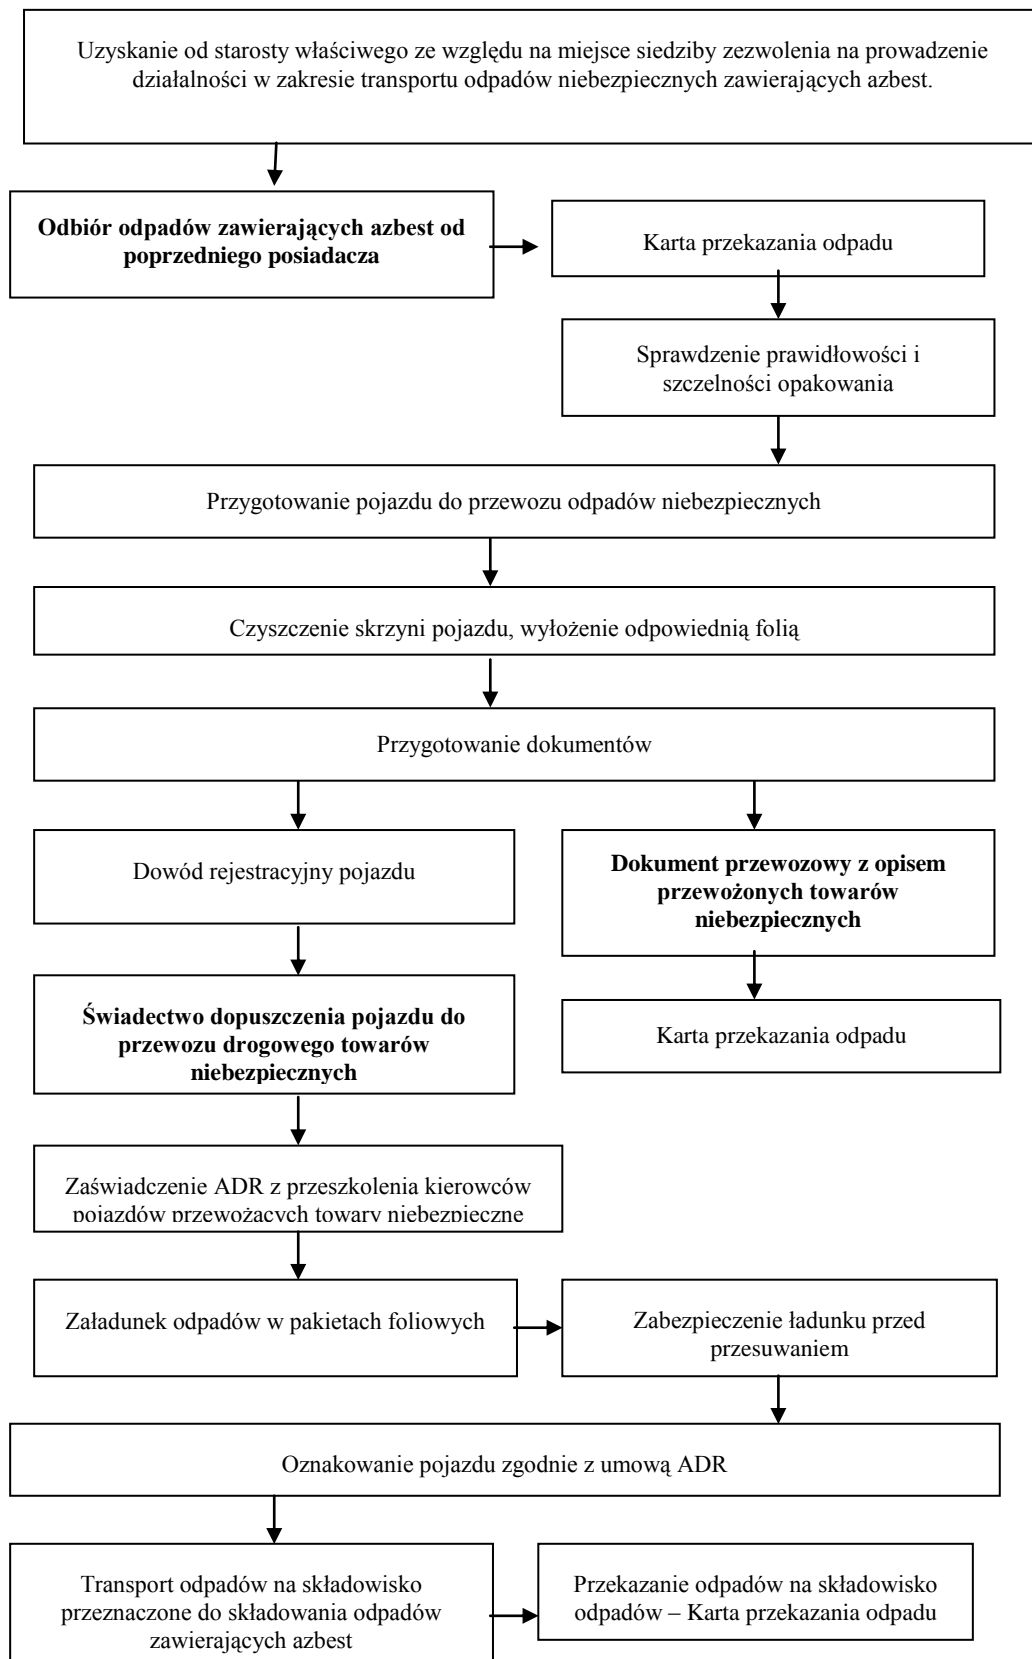 Uzyskanie od starosty właściwego ze względu na miejsce siedziby zezwolenia na prowadzenie
działalności w zakresie transportu odpadów niebezpiecznych zawierających azbest.
Odbiór odpadów zawierających azbest od
poprzedniego posiadacza
Karta przekazania odpadu
Sprawdzenie prawidłowości i
szczelności opakowania
Przygotowanie pojazdu do przewozu odpadów niebezpiecznych
Czyszczenie skrzyni pojazdu, wyłożenie odpowiednią folią
Przygotowanie dokumentów
Dowód rejestracyjny pojazdu
Dokument przewozowy z opisem
przewożonych towarów
niebezpiecznych
Świadectwo dopuszczenia pojazdu do
przewozu drogowego towarów
niebezpiecznych
Karta przekazania odpadu
Zaświadczenie ADR z przeszkolenia kierowców
pojazdów przewożących towary niebezpieczne
Załadunek odpadów w pakietach foliowych
Zabezpieczenie ładunku przed
przesuwaniem
Oznakowanie pojazdu zgodnie z umową ADR
Transport odpadów na składowisko
przeznaczone do składowania odpadów
zawierających azbest
Przekazanie odpadów na składowisko
odpadów – Karta przekazania odpadu